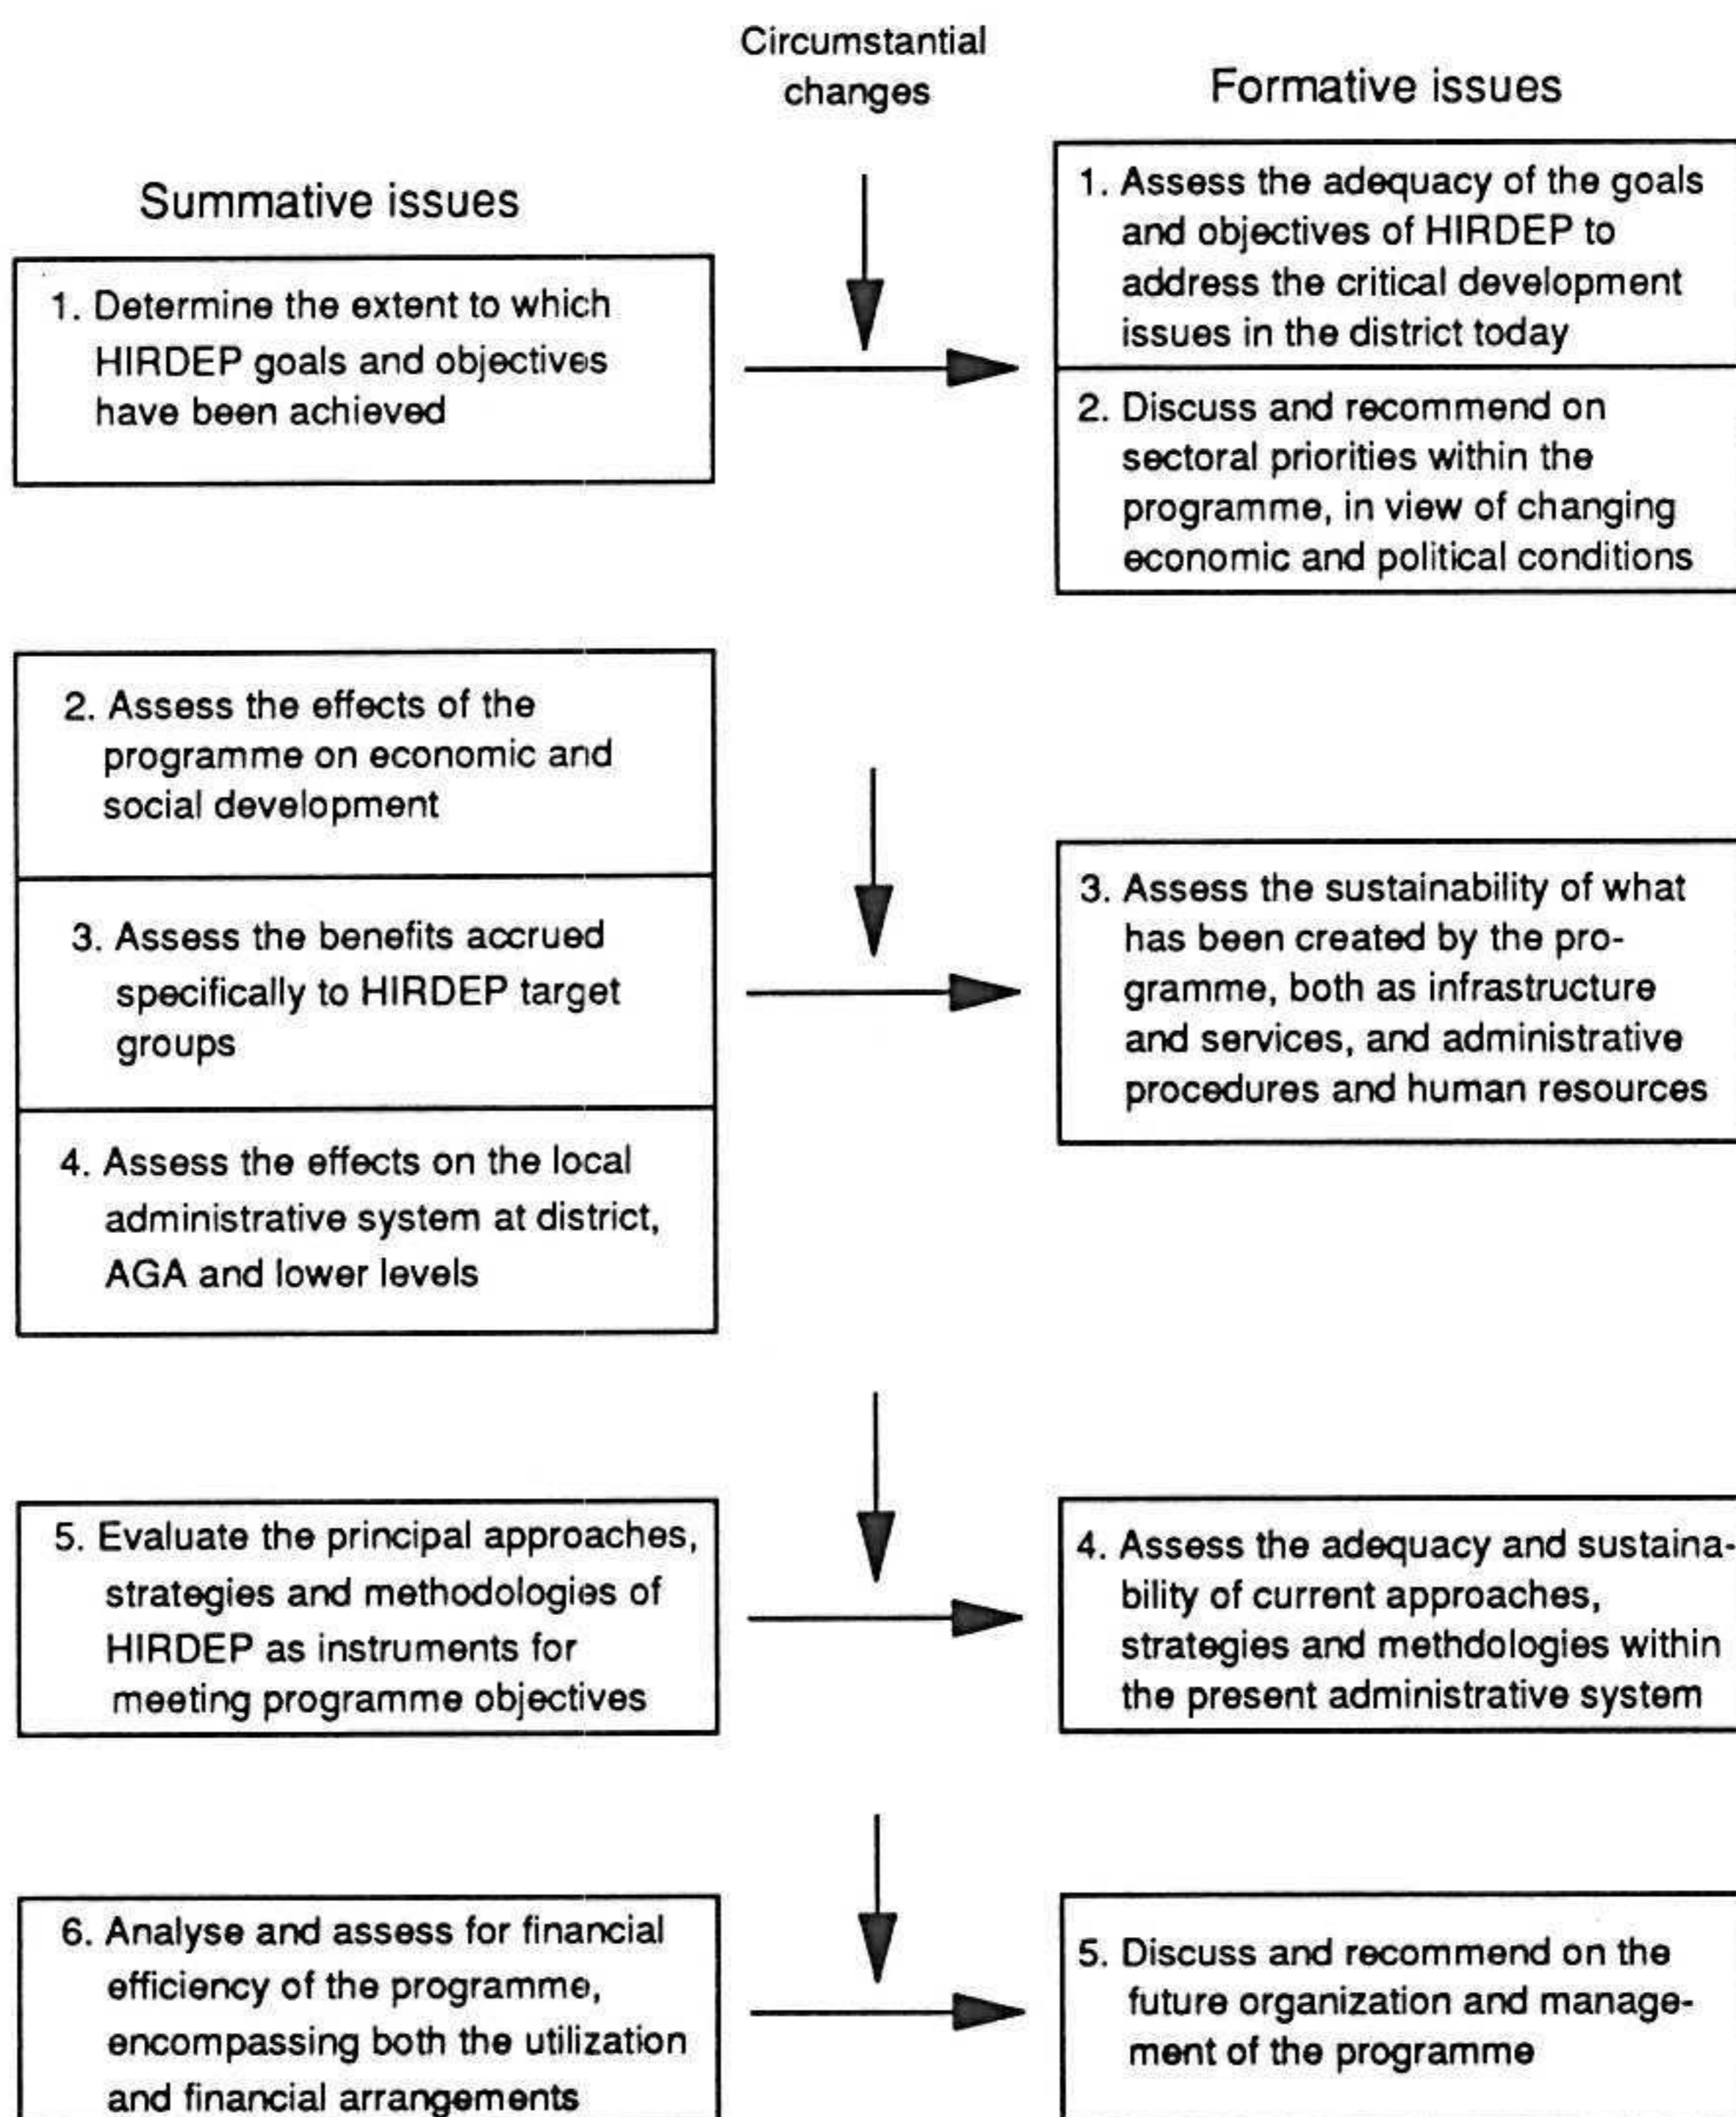 Circumstantial
changes
Formative issues
Summative issues
1. Determine the extent to which
HIRDEP goals and objectives
have been achieved
1. Assess the adequacy of the goals
and objectives of HIRDEP to
address the critical development
issues in the district today
2. Discuss and recommend on
sectoral priorities within the
programme, in view of changing
economic and political conditions
2. Assess the effects of the
programme on economic and
social development
3. Assess the benefits accrued
specifically to HIRDEP target
groups
4. Assess the effects on the local
administrative system at district,
AGA and lower levels
3. Assess the sustainability of what
has been created by the pro-
gramme, both as infrastructure
and services, and administrative
procedures and human resources
5. Evaluate the principal approaches,
strategies and methodologies of
HIRDEP as instruments for
meeting programme objectives
4. Assess the adequacy and sustaina-
bility of current approaches,
strategies and methdologies within
the present administrative system
6. Analyse and assess for financial
efficiency of the programme,
encompassing both the utilization
and financial arrangements
5. Discuss and recommend on the
future organization and manage-
ment of the programme